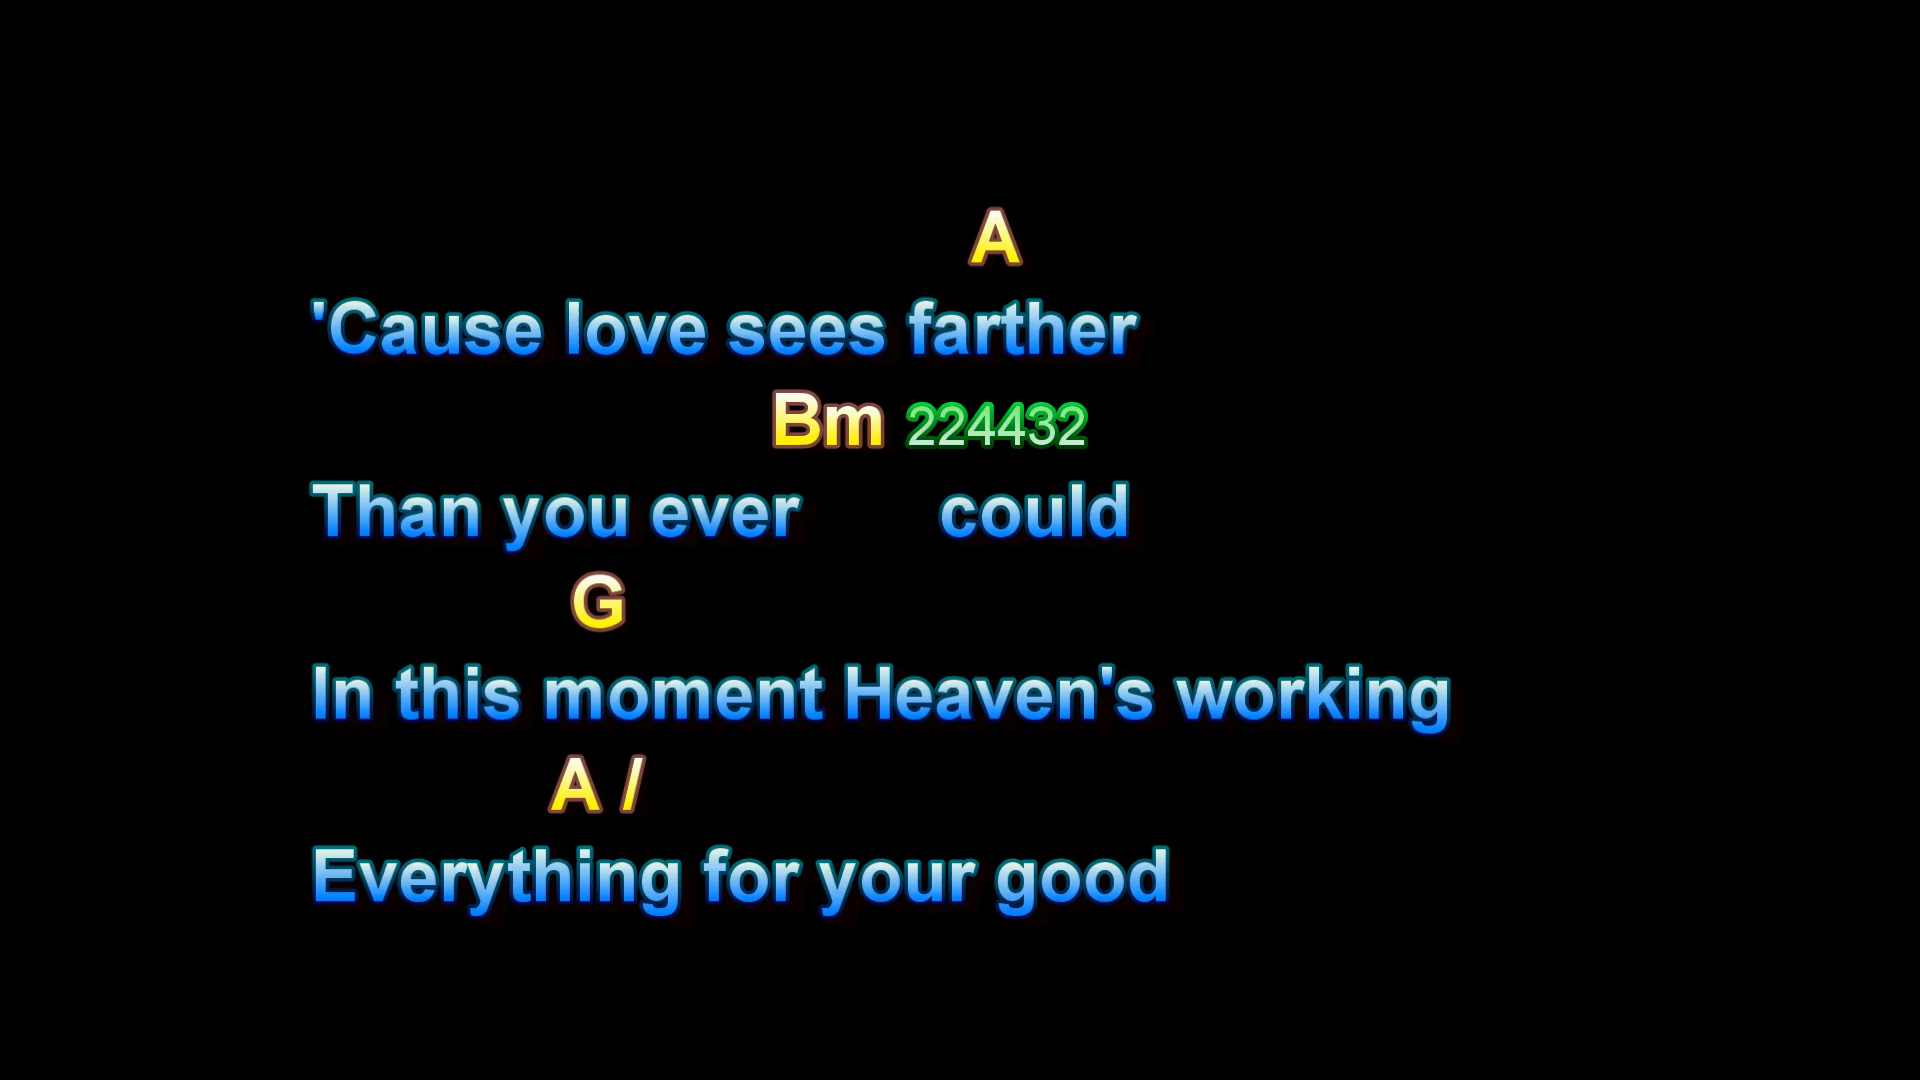 A
'Cause love sees farther
Bm 224432
Than you ever could
G
In this moment Heaven's working
A /
Everything for your good